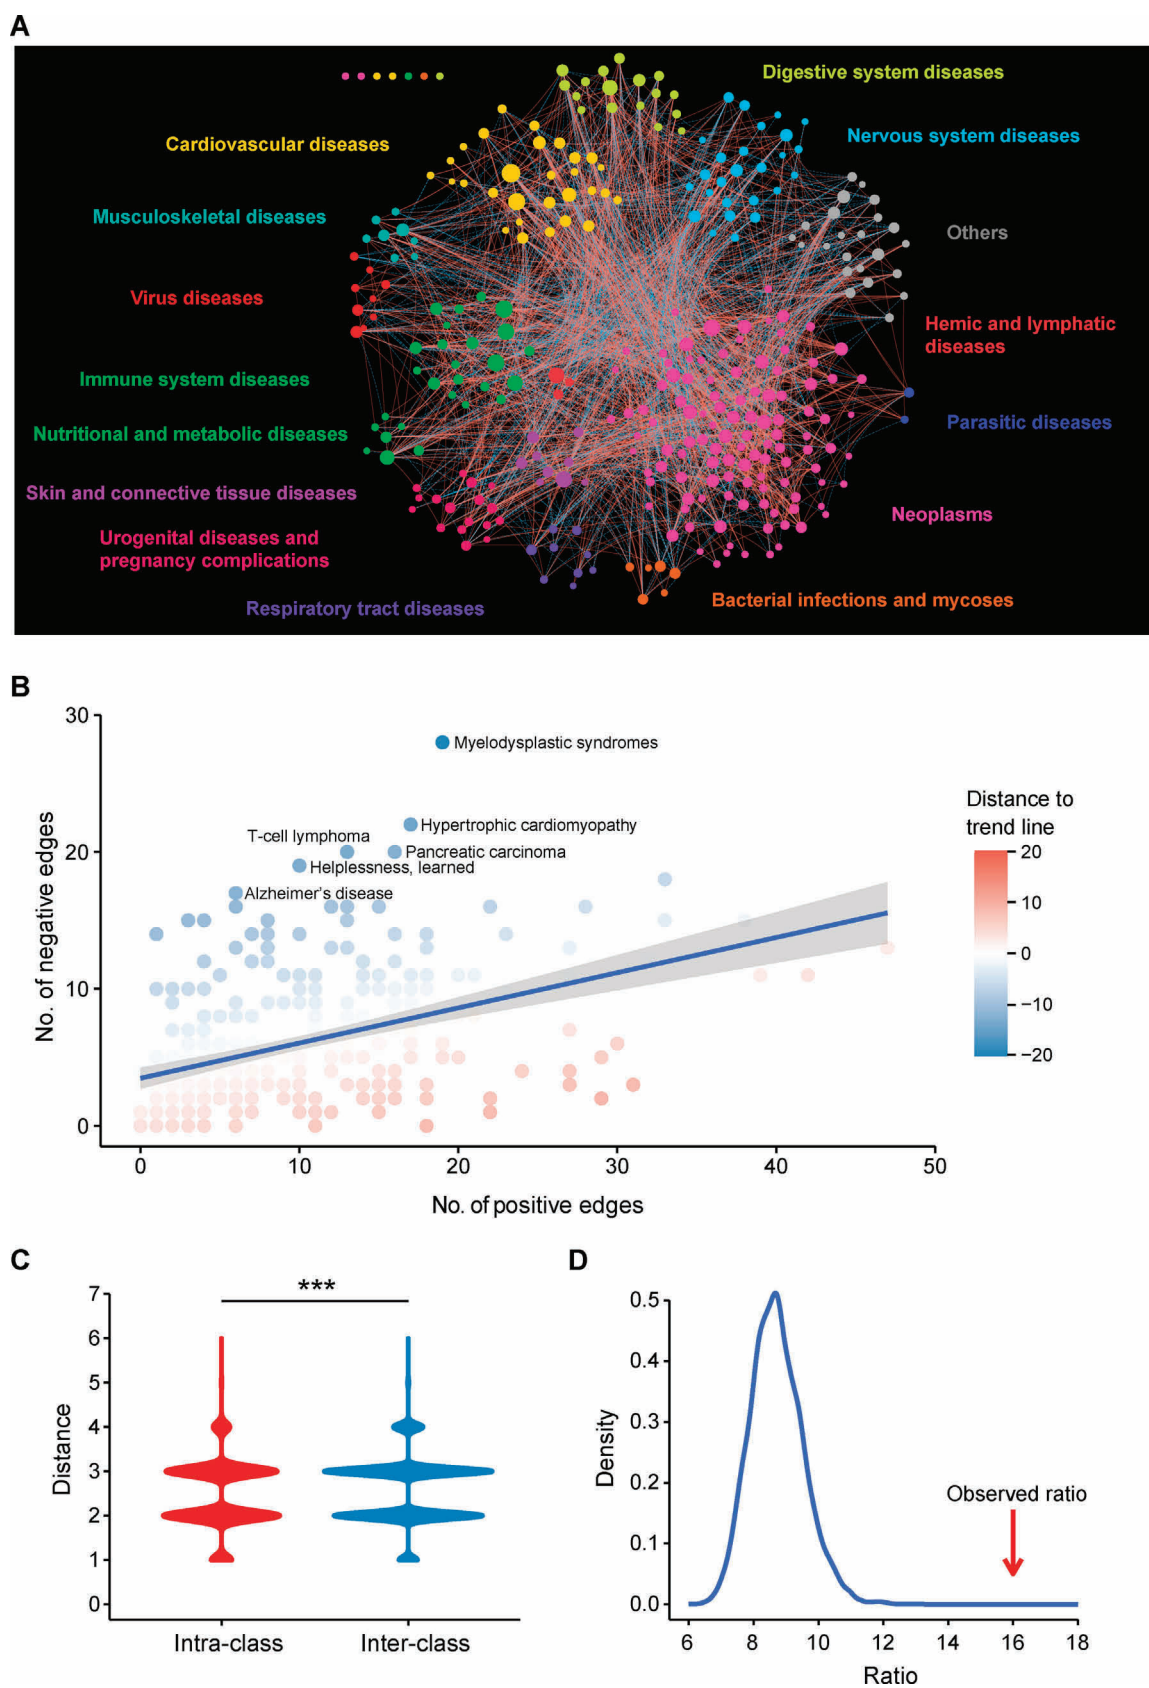 A
Digestive system diseases
Cardiovascular diseases
Nervous system diseases
Musculoskeletal diseases
Others
Virus diseases
Hemic and lymphatic
diseases
Immune system diseases
Parasitic diseases
Nutritional and metabolic diseases
Skin and connective tissue diseases
Neoplasms
Urogenital diseases and
pregnancy complications
Respiratory tract diseases
Bacterial infections and mycoses
B
30
20
10
0
No. of negative edges
Myelodysplastic syndromes
Hypertrophic cardiomyopathy
T-cell lymphoma
Pancreatic carcinoma
Helplessness, learned
Alzheimer's disease
0 10 20 30 40 50
No. of positive edges
Distance to
trend line
20
10
0
−10
−20
C
***
7
6
5
4
3
2
1
0
Distance
Intra-class Inter-class
D
0.5
0.4
0.3
0.2
0.1
0.0
Density
Observed ratio
6 8 10 12 14 16 18
Ratio